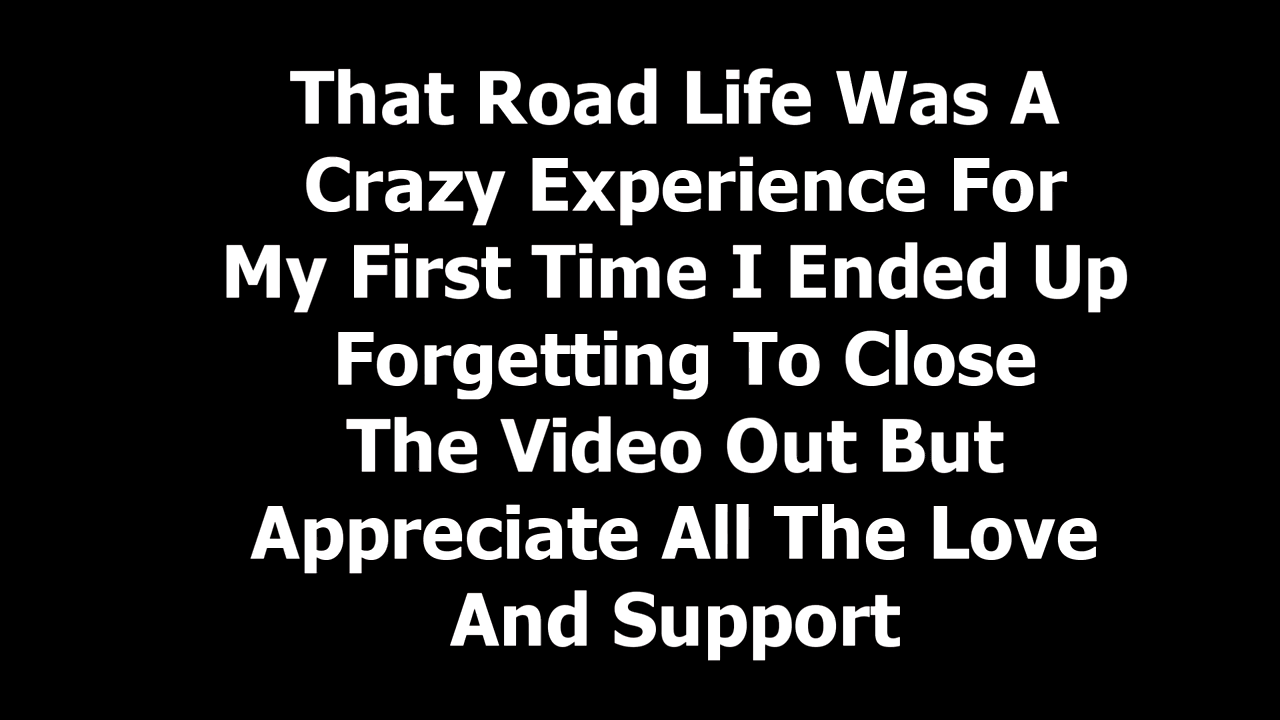 That Road Life Was A
Crazy Experience For
My First Time I Ended Up
Forgetting To Close
The Video Out But
Appreciate All The Love
And Support